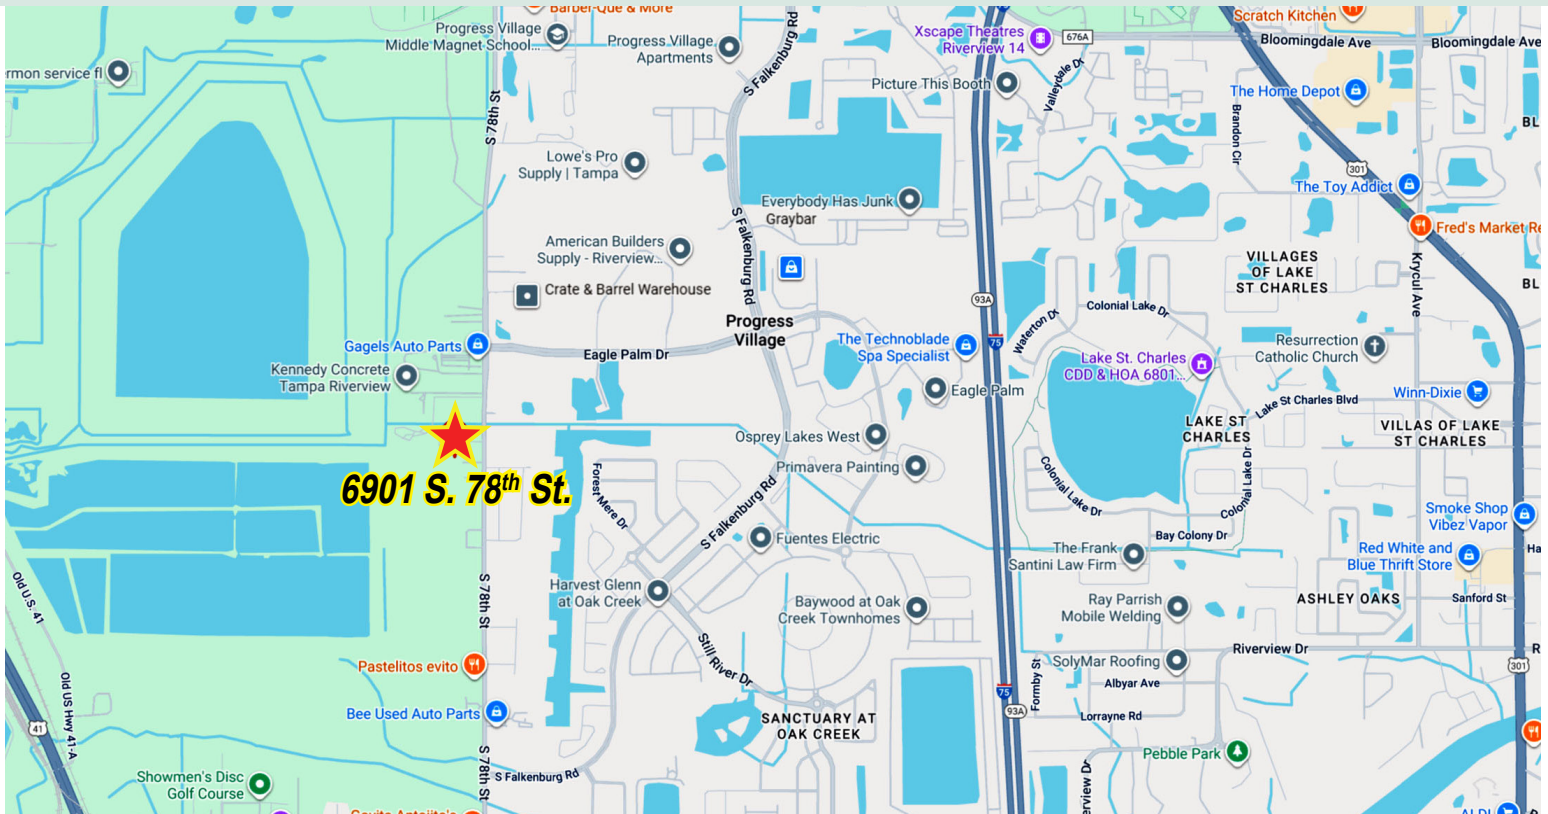 Barber-Que & More
Scratch Kitchen
Progress Village
Middle Magnet School...
Progress Village
Apartments
S Falkenburg Rd
Xscape Theatres
Riverview 14
676A
Bloomingdale Ave
Bloomingdale Ave
ermon service fl
Picture This Booth
Valleydale Dr
The Home Depot
S 78th St
Brandon Cir
BL
Lowe's Pro
Supply | Tampa
301
The Toy Addict
Everybody Has Junk
Graybar
S Falkenburg Rd
Fred's Market Re
American Builders
Supply - Riverview...
VILLAGES
OF LAKE
ST CHARLES
Krycul Ave
BL
Crate & Barrel Warehouse
93A
Colonial Lake Dr
Progress
Village
Waterton Dr
Gagels Auto Parts
Eagle Palm Dr
The Technoblade
Spa Specialist
75
Resurrection
Catholic Church
Kennedy Concrete
Tampa Riverview
Lake St. Charles
CDD & HOA 6801...
Eagle Palm
Winn-Dixie
Lake St Charles Blvd
LAKE ST
CHARLES
VILLAS OF LAKE
ST CHARLES
Osprey Lakes West
Primavera Painting
6901 S. 78th St.
Forest Mere Dr
S Falkenburg Rd
Colonial Lake Dr
Colonial Lake Dr
Smoke Shop
Vibez Vapor
Fuentes Electric
Bay Colony Dr
The Frank
Santini Law Firm
Red White and
Blue Thrift Store
Ha
Old U.S. 41
S 78th St
Harvest Glenn
at Oak Creek
Baywood at Oak
Creek Townhomes
Ray Parrish
Mobile Welding
ASHLEY OAKS
Sanford St
Still River Dr
Riverview Dr
R
Pastelitos evito
SolyMar Roofing
301
Formby St
Albyar Ave
75
93A
Old US Hwy 41-A
Bee Used Auto Parts
SANCTUARY AT
OAK CREEK
Lorrayne Rd
41
Pebble Park
S 78th St
S Falkenburg Rd
Showmen's Disc
Golf Course
erview Dr
ALDI